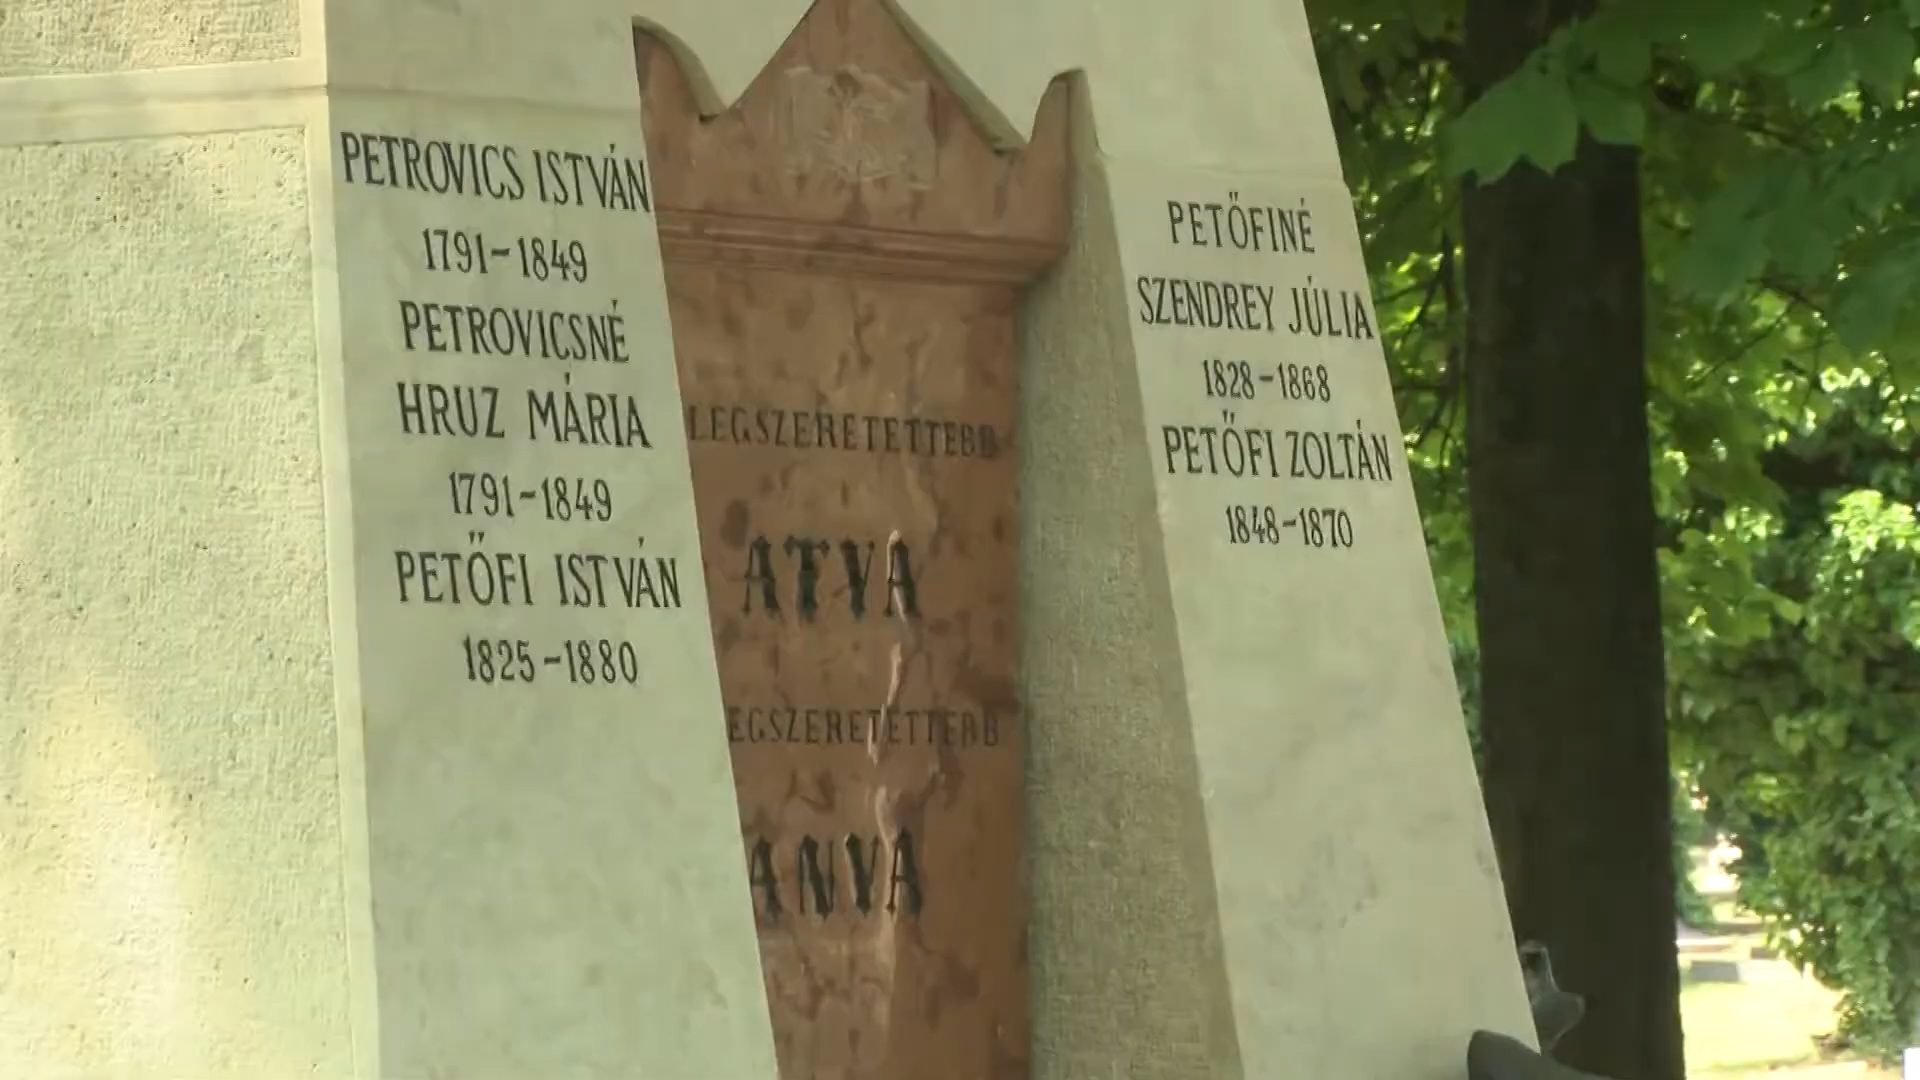 PETROVICS ISTVÁN
1791-1849
PETROVICSNÉ
HRUZ MÁRIA
1791-1849
PETŐFI ISTVÁN
1825-1880
LEGSZERETETTEBB
ATYA
LEGSZERETETTEBB
ANYA
PETŐFINÉ
SZENDREY JÚLIA
1828-1868
PETŐFI ZOLTÁN
1848-1870